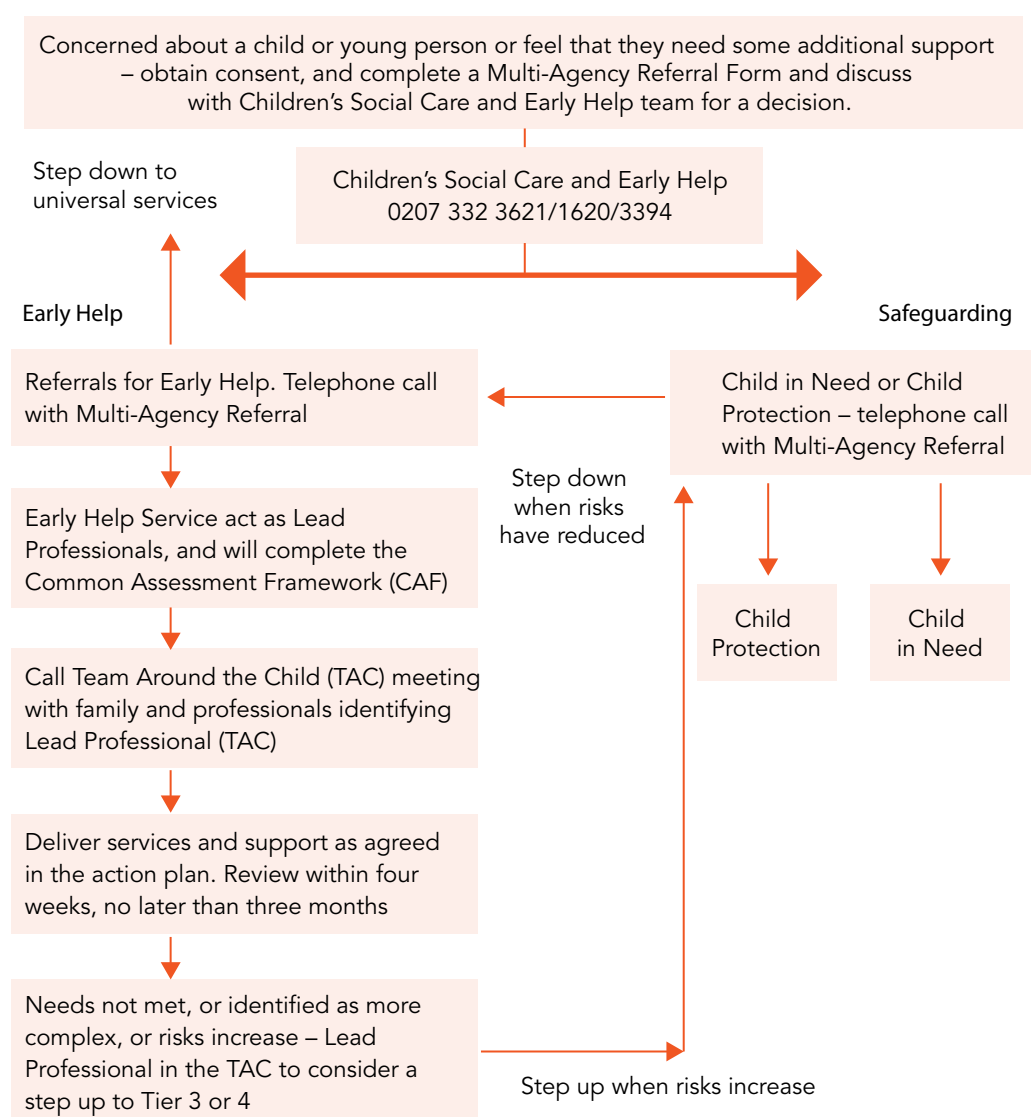 Concerned about a child or young person or feel that they need some additional support
– obtain consent, and complete a Multi-Agency Referral Form and discuss
with Children’s Social Care and Early Help team for a decision.
Step down to
universal services
Children’s Social Care and Early Help
0207 332 3621/1620/3394
Early Help
Safeguarding
Referrals for Early Help. Telephone call
with Multi-Agency Referral
Child in Need or Child
Protection – telephone call
with Multi-Agency Referral
Step down
when risks
have reduced
Early Help Service act as Lead
Professionals, and will complete the
Common Assessment Framework (CAF)
Child
Protection
Child
in Need
Call Team Around the Child (TAC) meeting
with family and professionals identifying
Lead Professional (TAC)
Deliver services and support as agreed
in the action plan. Review within four
weeks, no later than three months
Needs not met, or identified as more
complex, or risks increase – Lead
Professional in the TAC to consider a
step up to Tier 3 or 4
Step up when risks increase